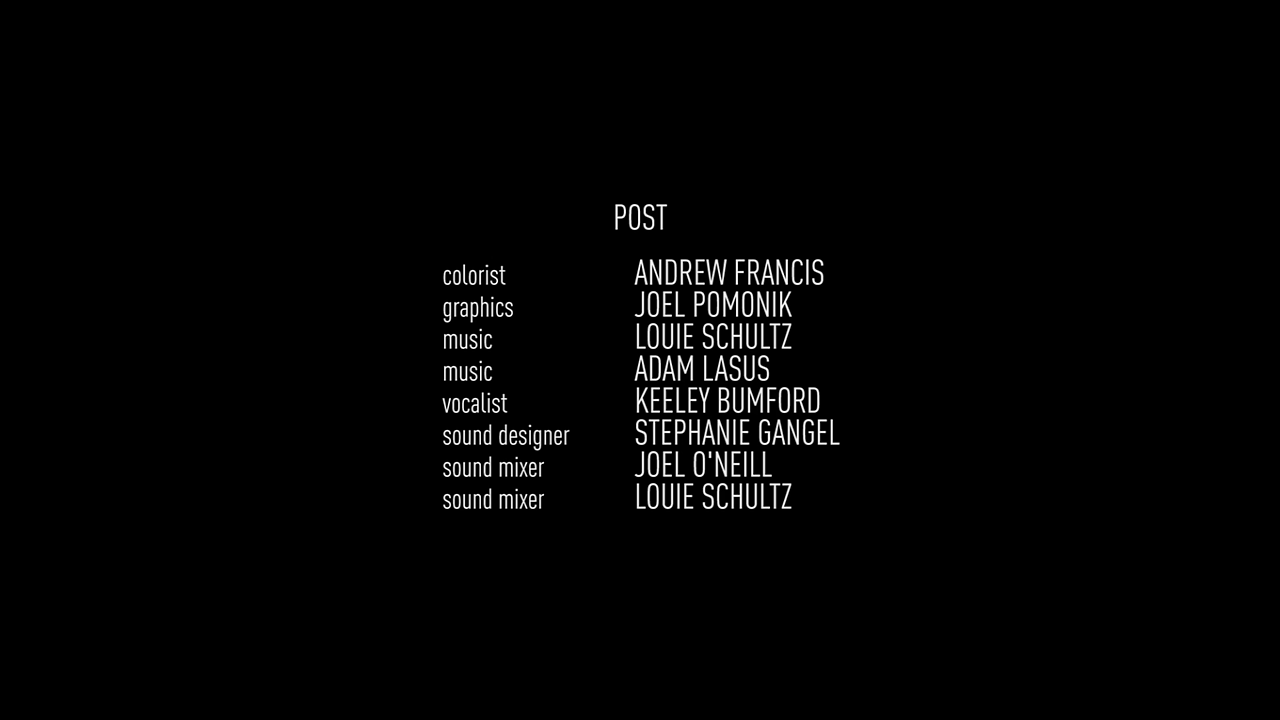 POST
colorist ANDREW FRANCIS
graphics JOEL POMONIK
music LOUIE SCHULTZ
music ADAM LASUS
vocalist KEELEY BUMFORD
sound designer STEPHANIE GANGEL
sound mixer JOEL O'NEILL
sound mixer LOUIE SCHULTZ